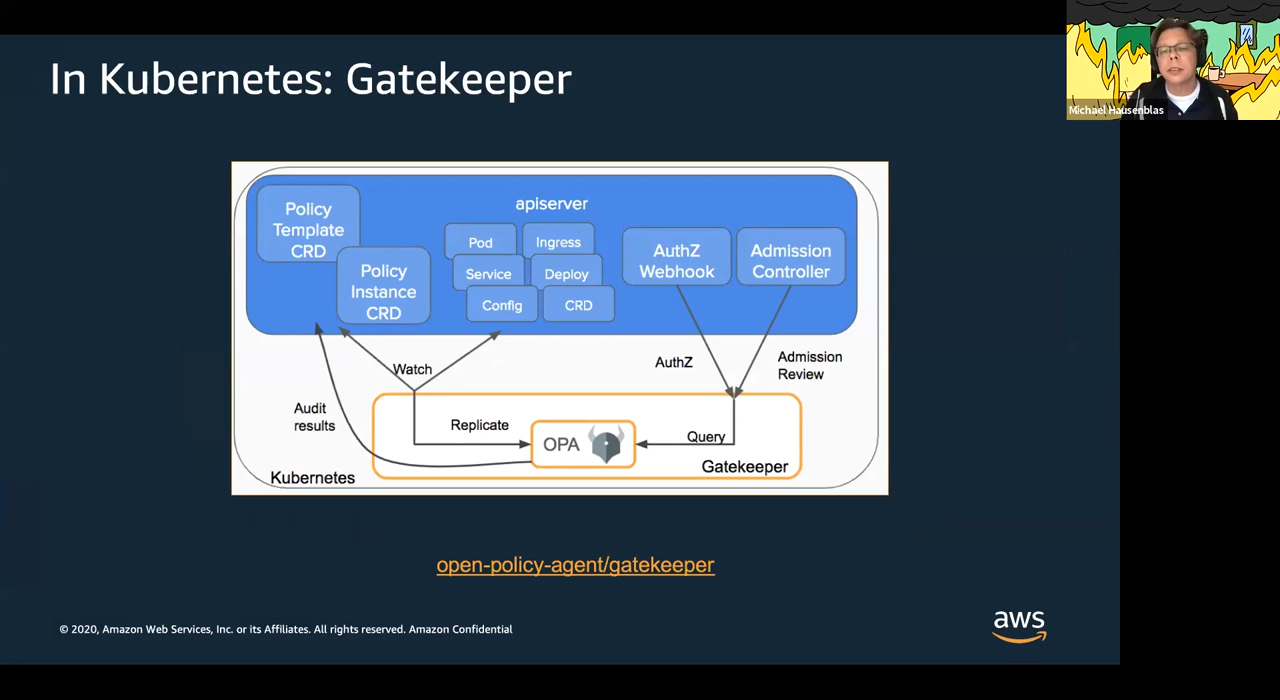 In Kubernetes: Gatekeeper
Michael Hausenblas
apiserver
Policy
Template
CRD
Policy
Instance
CRD
Pod
Ingress
Service
Deploy
Config
CRD
AuthZ
Webhook
Admission
Controller
Watch
AuthZ
Admission
Review
Audit
results
Replicate
OPA
Query
Gatekeeper
Kubernetes
open-policy-agent/gatekeeper
© 2020, Amazon Web Services, Inc. or its Affiliates. All rights reserved. Amazon Confidential
aws